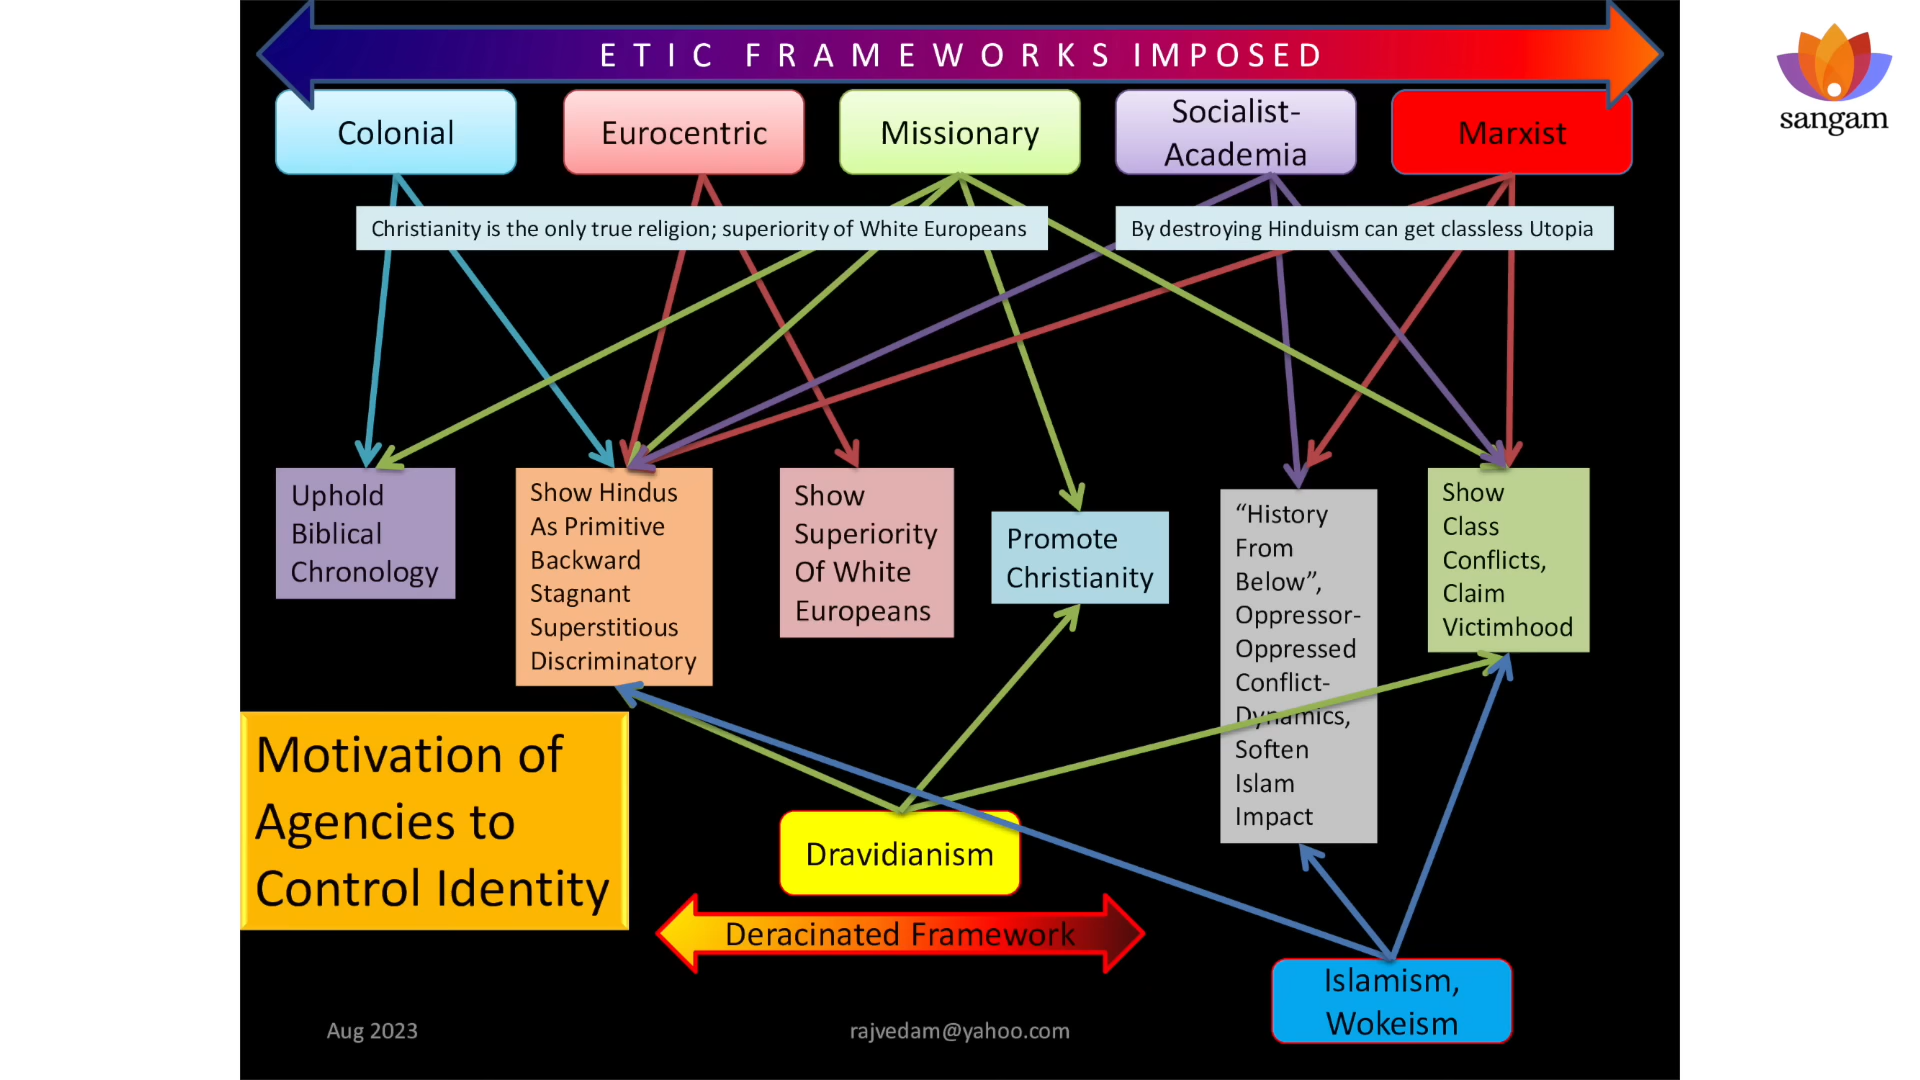 ETIC FRAMEWORKS IMPOSED
sangam
Colonial
Eurocentric
Missionary
Socialist-
Academia
Marxist
Christianity is the only true religion; superiority of White Europeans
By destroying Hinduism can get classless Utopia
Uphold
Biblical
Chronology
Show Hindus
As Primitive
Backward
Stagnant
Superstitious
Discriminatory
Show
Superiority
Of White
Europeans
Promote
Christianity
“History
From
Below”,
Oppressor-
Oppressed
Conflict-
Dynamics,
Soften
Islam
Impact
Show
Class
Conflicts,
Claim
Victimhood
Motivation of
Agencies to
Control Identity
Dravidianism
Deracinated Framework
Islamism,
Wokeism
Aug 2023
rajvedam@yahoo.com